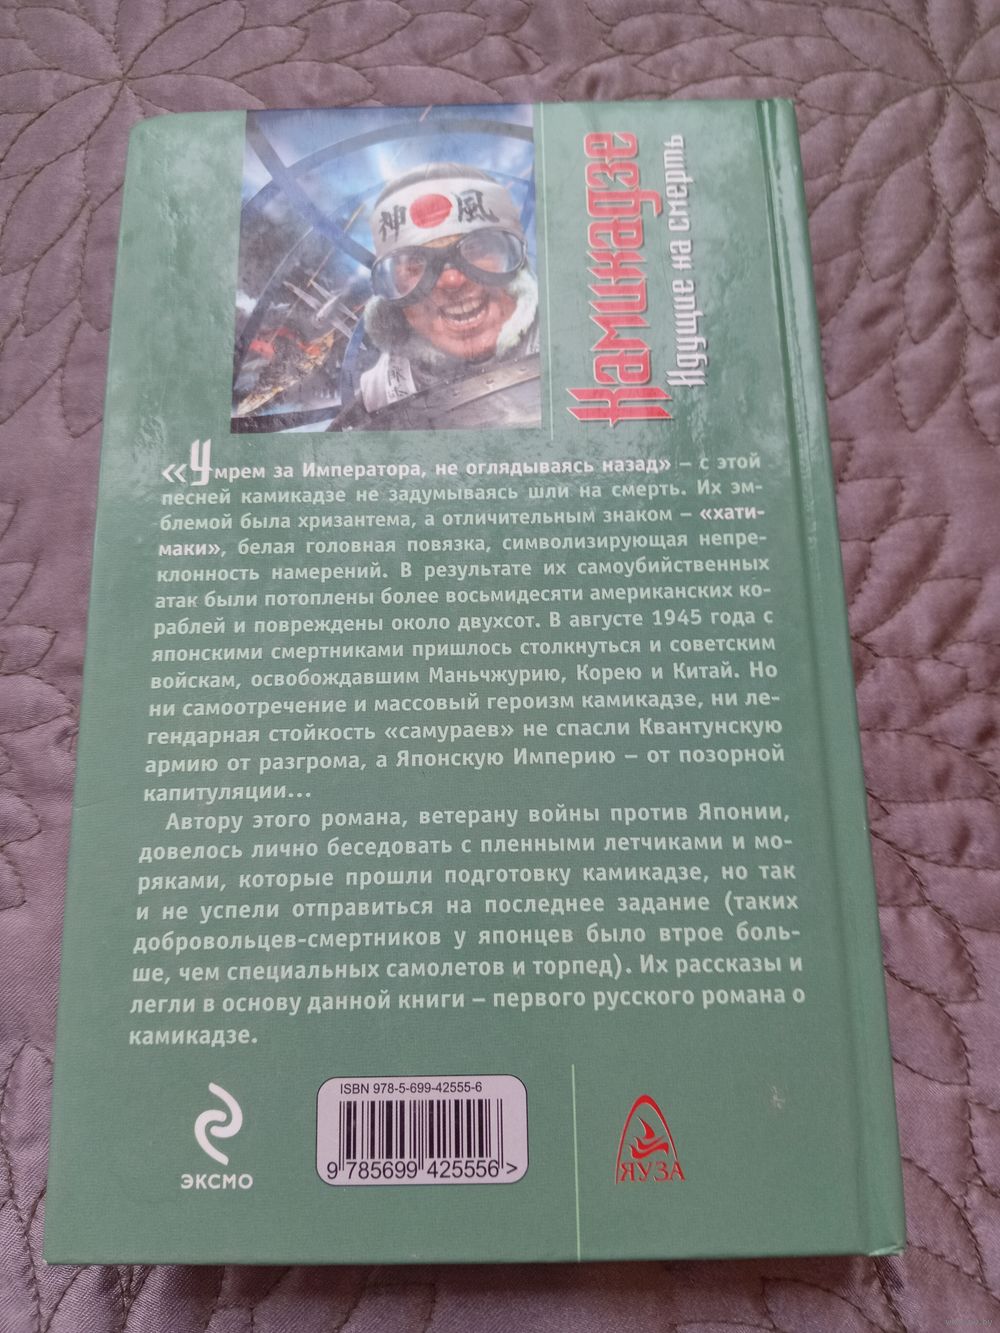 神 風
Камикадзе
Идущие на смерть
«Умрем за Императора, не оглядываясь назад» – с этой
песней камикадзе не задумываясь шли на смерть. Их эм-
блемой была хризантема, а отличительным знаком – «хати-
маки», белая головная повязка, символизирующая непре-
клонность намерений. В результате их самоубийственных
атак были потоплены более восьмидесяти американских ко-
раблей и повреждены около двухсот. В августе 1945 года с
японскими смертниками пришлось столкнуться и советским
войскам, освобождавшим Маньчжурию, Корею и Китай. Но
ни самоотречение и массовый героизм камикадзе, ни ле-
гендарная стойкость «самураев» не спасли Квантунскую
армию от разгрома, а Японскую Империю – от позорной
капитуляции...
Автору этого романа, ветерану войны против Японии,
довелось лично беседовать с пленными летчиками и мо-
ряками, которые прошли подготовку камикадзе, но так
и не успели отправиться на последнее задание (таких
добровольцев-смертников у японцев было втрое боль-
ше, чем специальных самолетов и торпед). Их рассказы и
легли в основу данной книги – первого русского романа о
камикадзе.
ISBN 978-5-699-42555-6
9 785699 425556 >
ЭКСМО
ЯУЗА